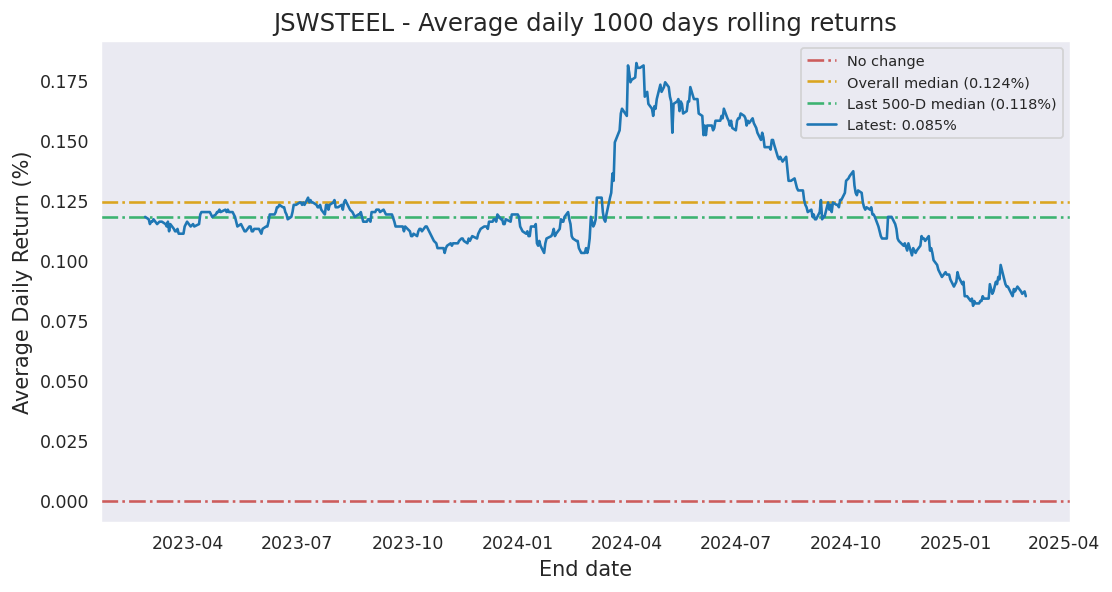 JSWSTEEL - Average daily 1000 days rolling returns
No change
Overall median (0.124%)
Last 500-D median (0.118%)
Latest: 0.085%
Average Daily Return (%)
0.175
0.150
0.125
0.100
0.075
0.050
0.025
0.000
2023-04
2023-07
2023-10
2024-01
2024-04
2024-07
2024-10
2025-01
2025-04
End date